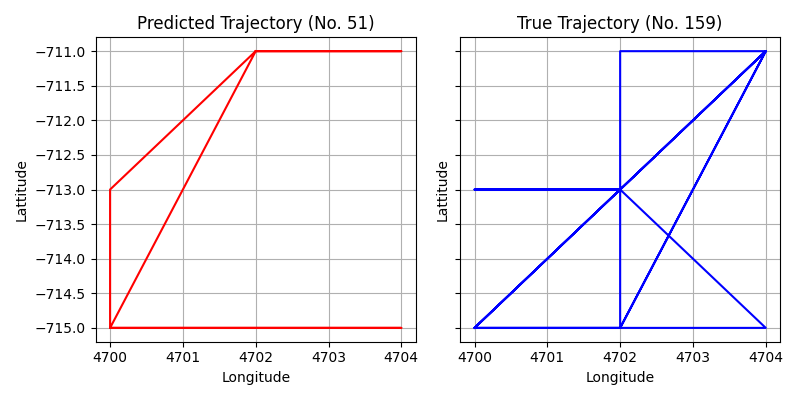 Predicted Trajectory (No. 51)
True Trajectory (No. 159)
Lattitude
−711.0
−711.5
−712.0
−712.5
−713.0
−713.5
−714.0
−714.5
−715.0
4700 4701 4702 4703 4704
Longitude
Lattitude
4700 4701 4702 4703 4704
Longitude